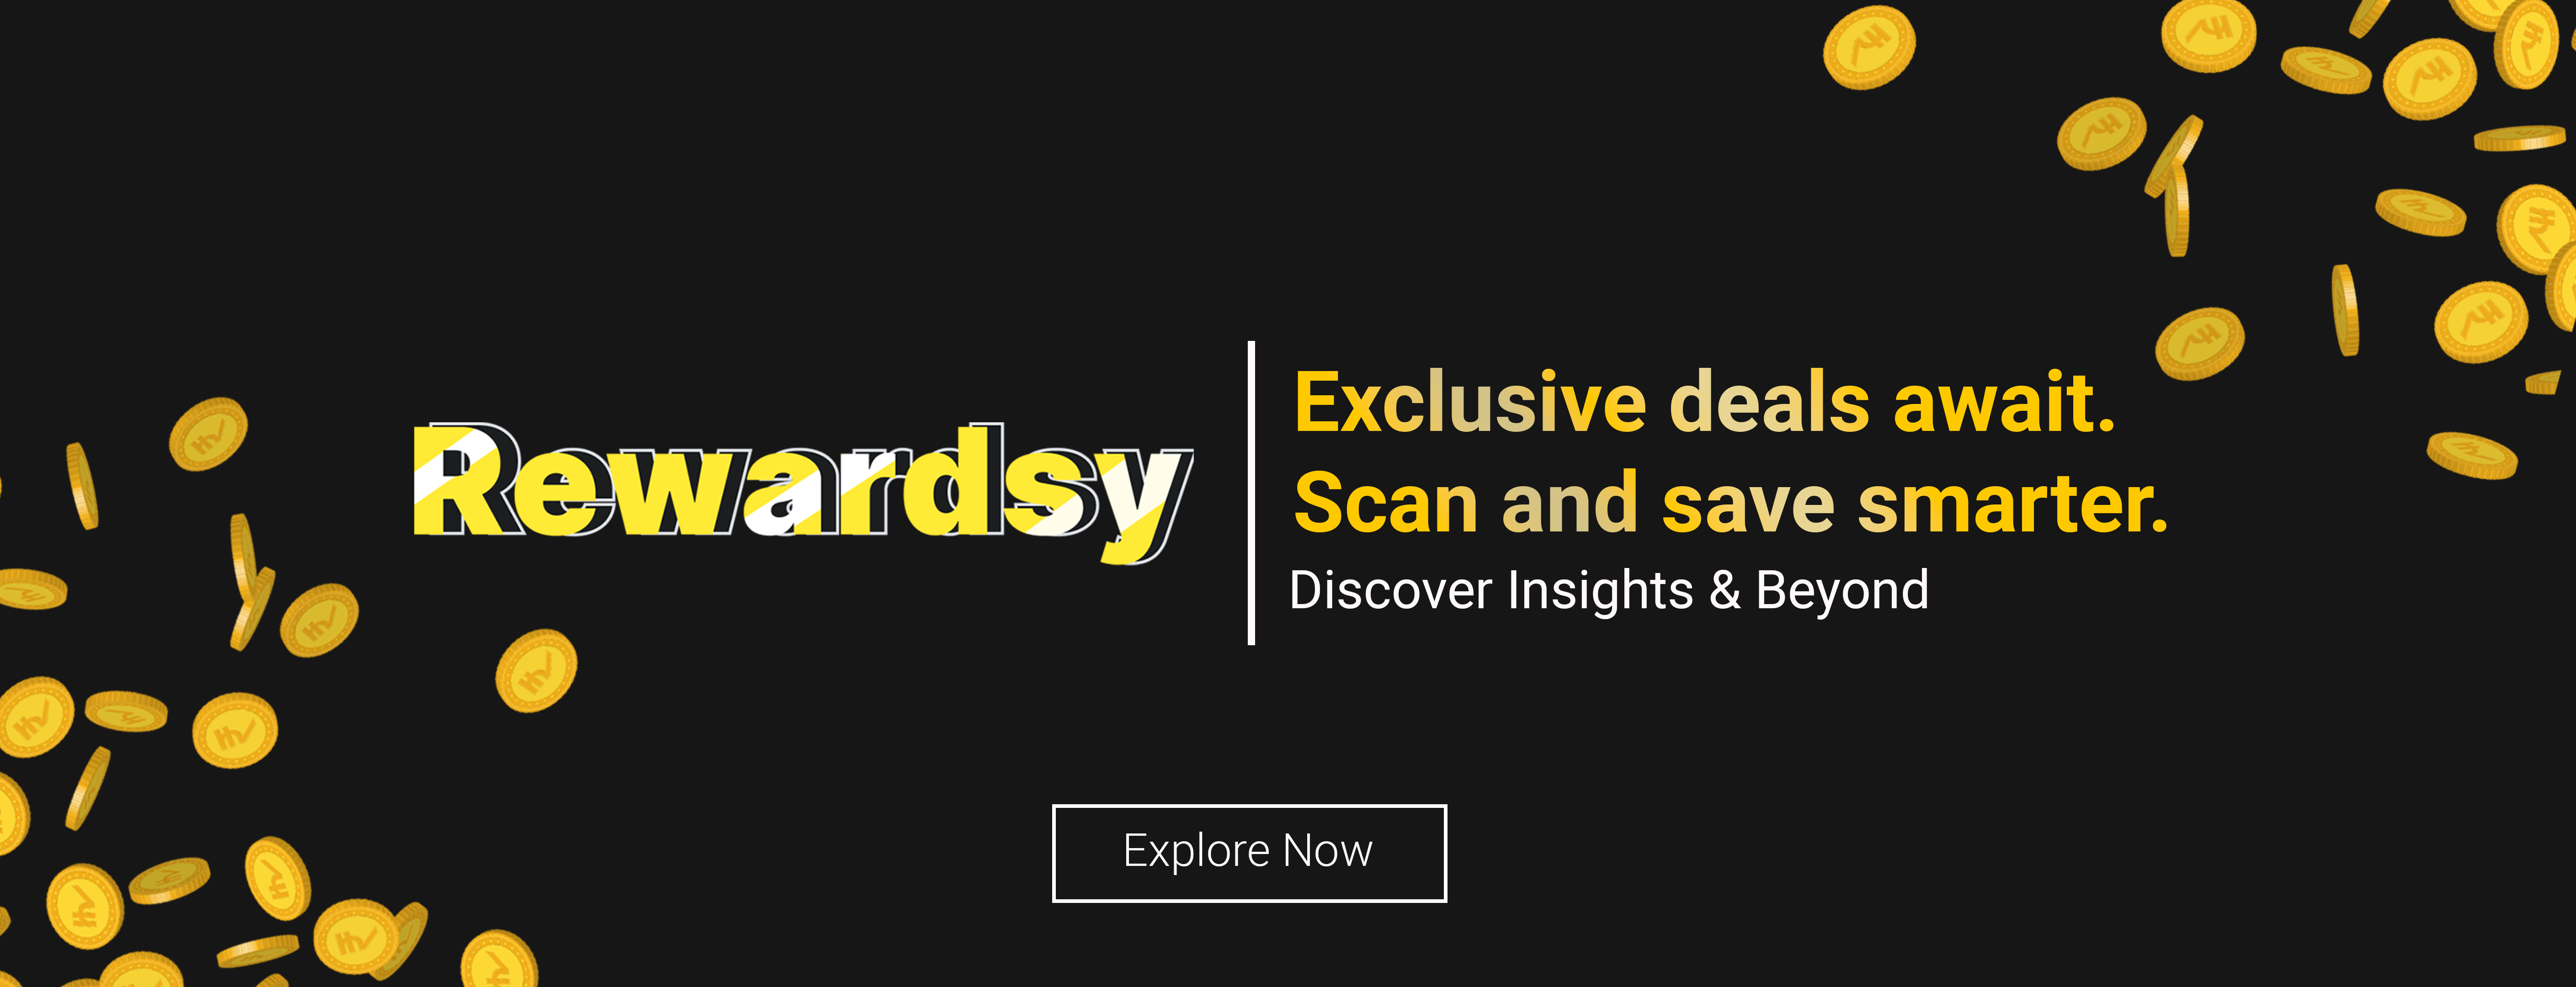 Rewardsy
Exclusive deals await.
Scan and save smarter.
Discover Insights & Beyond
Explore Now